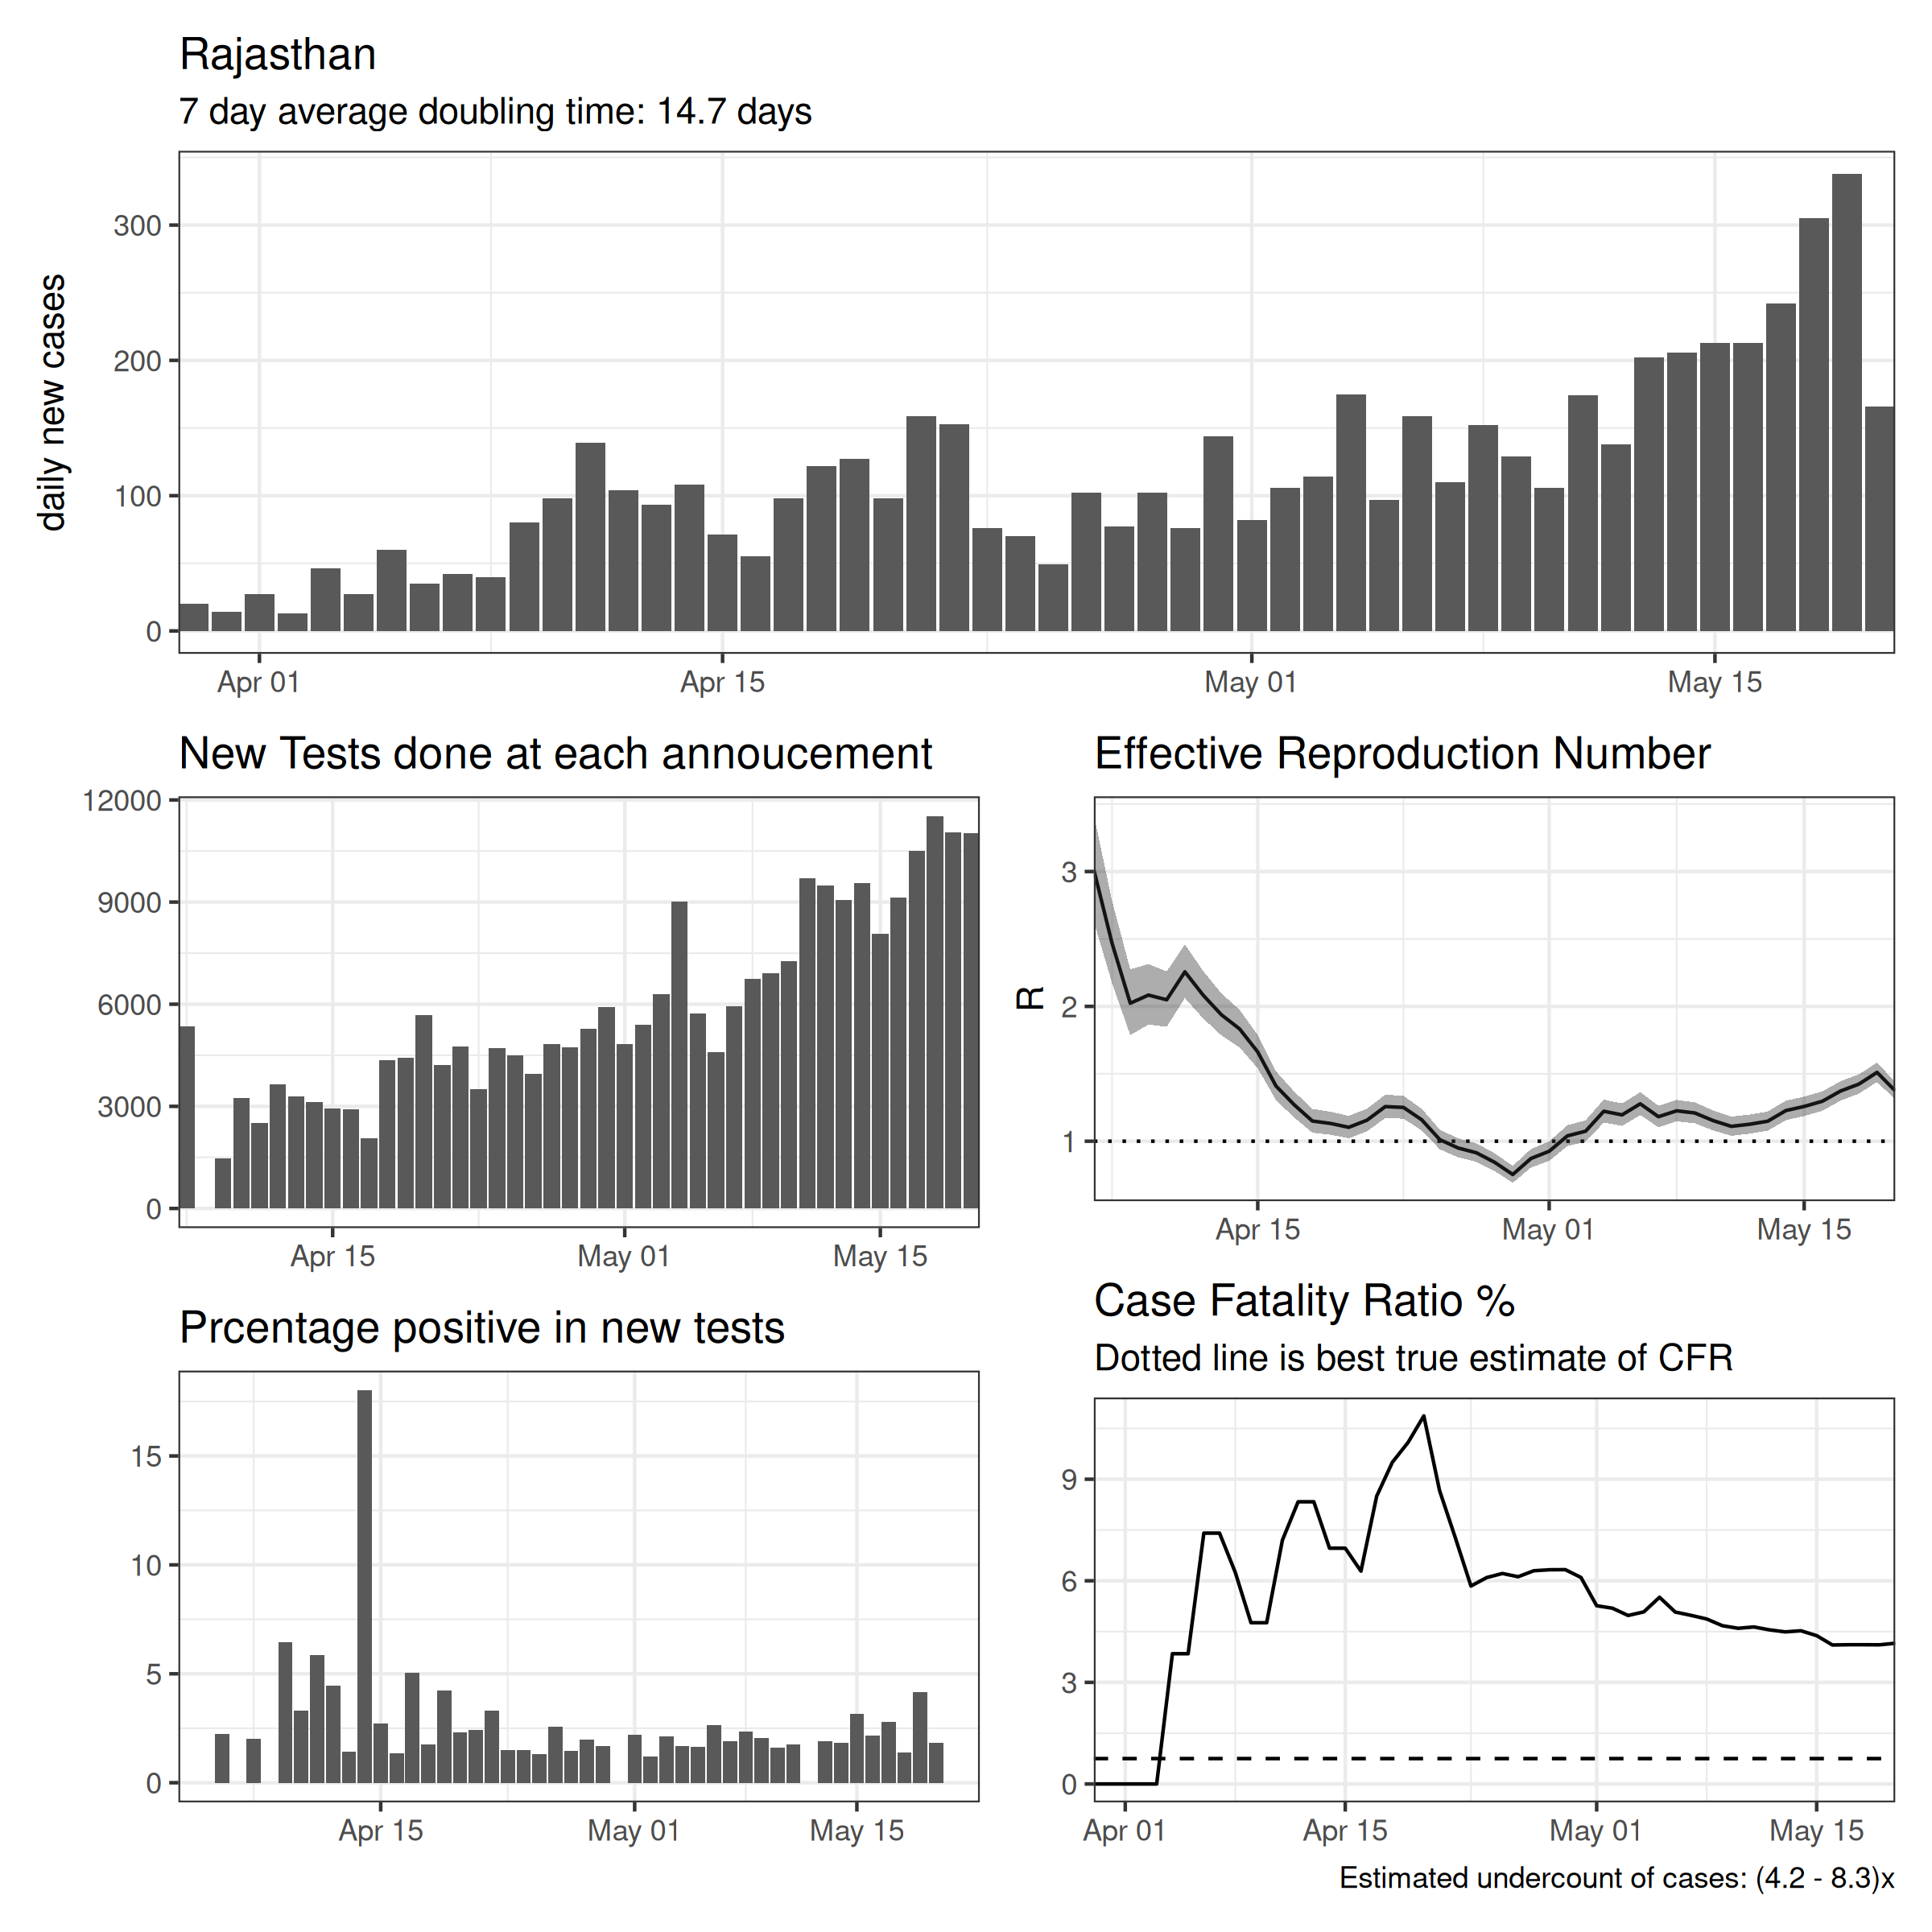 Rajasthan
7 day average doubling time: 14.7 days
daily new cases
300
200
100
0
Apr 01 Apr 15 May 01 May 15
New Tests done at each annoucement
12000
9000
6000
3000
0
Apr 15 May 01 May 15
Effective Reproduction Number
R
3
2
1
Apr 15 May 01 May 15
Prcentage positive in new tests
15
10
5
0
Apr 15 May 01 May 15
Case Fatality Ratio %
Dotted line is best true estimate of CFR
9
6
3
0
Apr 01 Apr 15 May 01 May 15
Estimated undercount of cases: (4.2 - 8.3)x